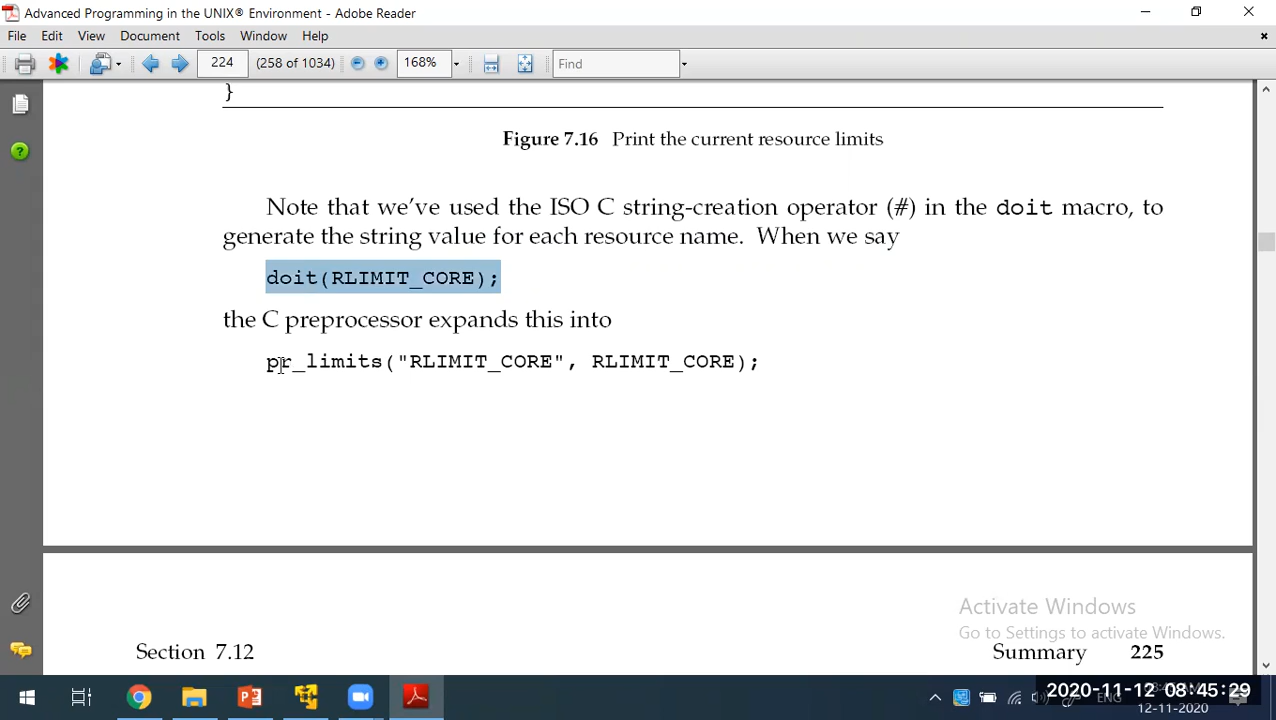 Advanced Programming in the UNIX® Environment - Adobe Reader
File Edit View Document Tools Window Help
224 (258 of 1034) 168% Find
}
Figure 7.16 Print the current resource limits
Note that we've used the ISO C string-creation operator (#) in the doit macro, to
generate the string value for each resource name. When we say
doit(RLIMIT_CORE);
the C preprocessor expands this into
pr_limits("RLIMIT_CORE", RLIMIT_CORE);
Activate Windows
Go to Settings to activate Windows.
Section 7.12 Summary 225
ENG
2020-11-12 08:45:29
12-11-2020